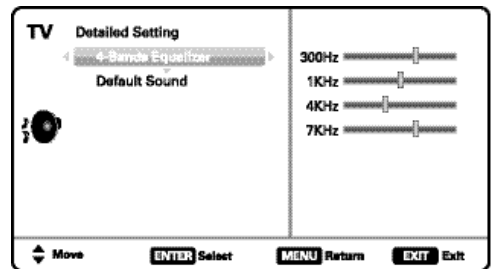 TV Detailed Setting
4-Bands Equalizer
Default Sound
300Hz
1KHz
4KHz
7KHz
Move ENTER Select MENU Return EXIT Exit